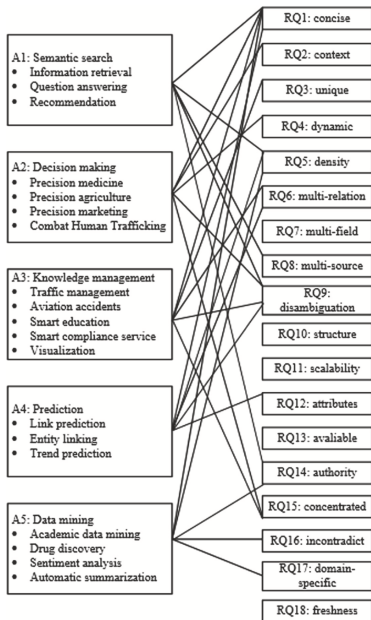 A1: Semantic search
• Information retrieval
• Question answering
• Recommendation
A2: Decision making
• Precision medicine
• Precision agriculture
• Precision marketing
• Combat Human Trafficking
A3: Knowledge management
• Traffic management
• Aviation accidents
• Smart education
• Smart compliance service
• Visualization
A4: Prediction
• Link prediction
• Entity linking
• Trend prediction
A5: Data mining
• Academic data mining
• Drug discovery
• Sentiment analysis
• Automatic summarization
RQ1: concise
RQ2: context
RQ3: unique
RQ4: dynamic
RQ5: density
RQ6: multi-relation
RQ7: multi-field
RQ8: multi-source
RQ9:
disambiguation
RQ10: structure
RQ11: scalability
RQ12: attributes
RQ13: avaliable
RQ14: authority
RQ15: concentrated
RQ16: incontradict
RQ17: domain-
specific
RQ18: freshness